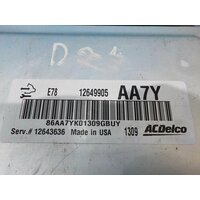 E78 12649905 AA7Y
86AA7YK01309GBUY
Serv.# 12643636 Made in USA 1309 ACDelco